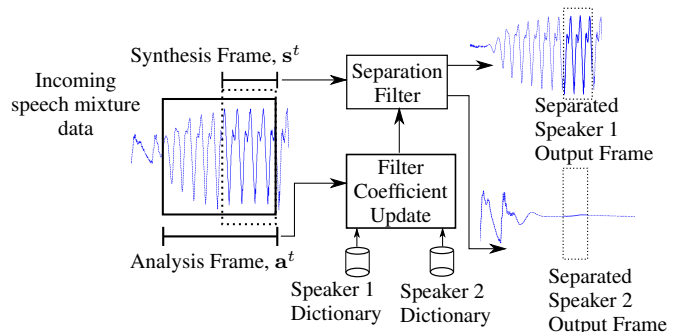 Synthesis Frame, s^t
Incoming
speech mixture
data
Separation
Filter
Separated
Speaker 1
Output Frame
Filter
Coefficient
Update
Analysis Frame, a^t
Speaker 1
Dictionary
Speaker 2
Dictionary
Separated
Speaker 2
Output Frame